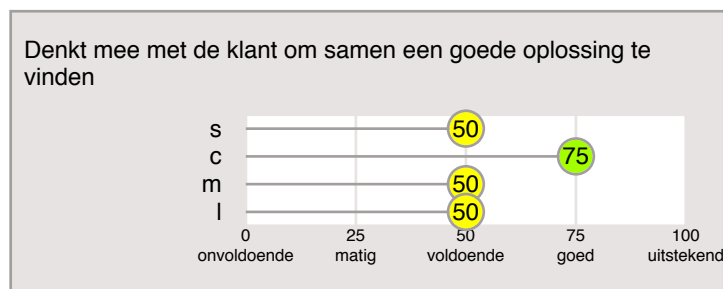 Denkt mee met de klant om samen een goede oplossing te
vinden
s 50
c 75
m 50
l 50
0 25 50 75 100
onvoldoende matig voldoende goed uitstekend